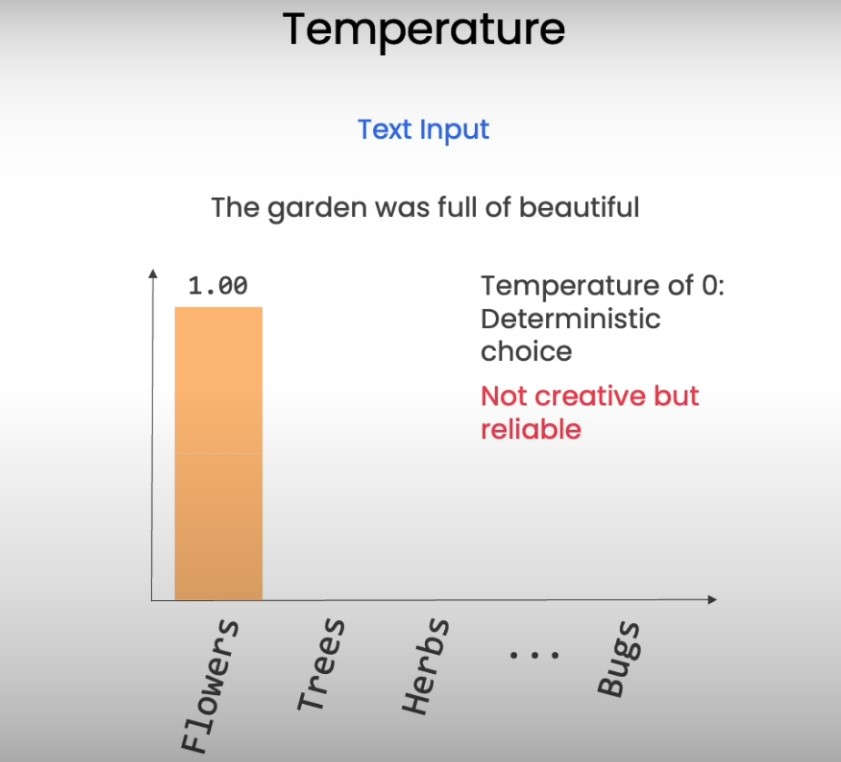 Temperature
Text Input
The garden was full of beautiful
1.00
Temperature of 0:
Deterministic
choice
Not creative but
reliable
Flowers
Trees
Herbs
...
Bugs